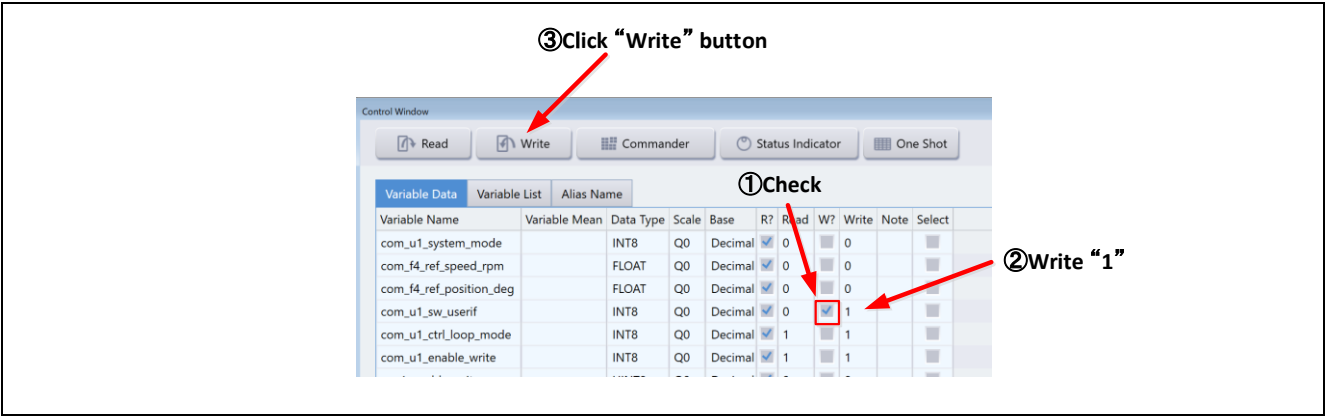 ③Click “Write” button
Control Window
Read Write Commander Status Indicator One Shot
Variable Data Variable List Alias Name
①Check
Variable Name Variable Mean Data Type Scale Base R? Read W? Write Note Select
com_u1_system_mode INT8 Q0 Decimal 0 0
com_f4_ref_speed_rpm FLOAT Q0 Decimal 0 0
②Write “1”
com_f4_ref_position_deg FLOAT Q0 Decimal 0 0
com_u1_sw_userif INT8 Q0 Decimal 0 1
com_u1_ctrl_loop_mode INT8 Q0 Decimal 1 1
com_u1_enable_write INT8 Q0 Decimal 1 1